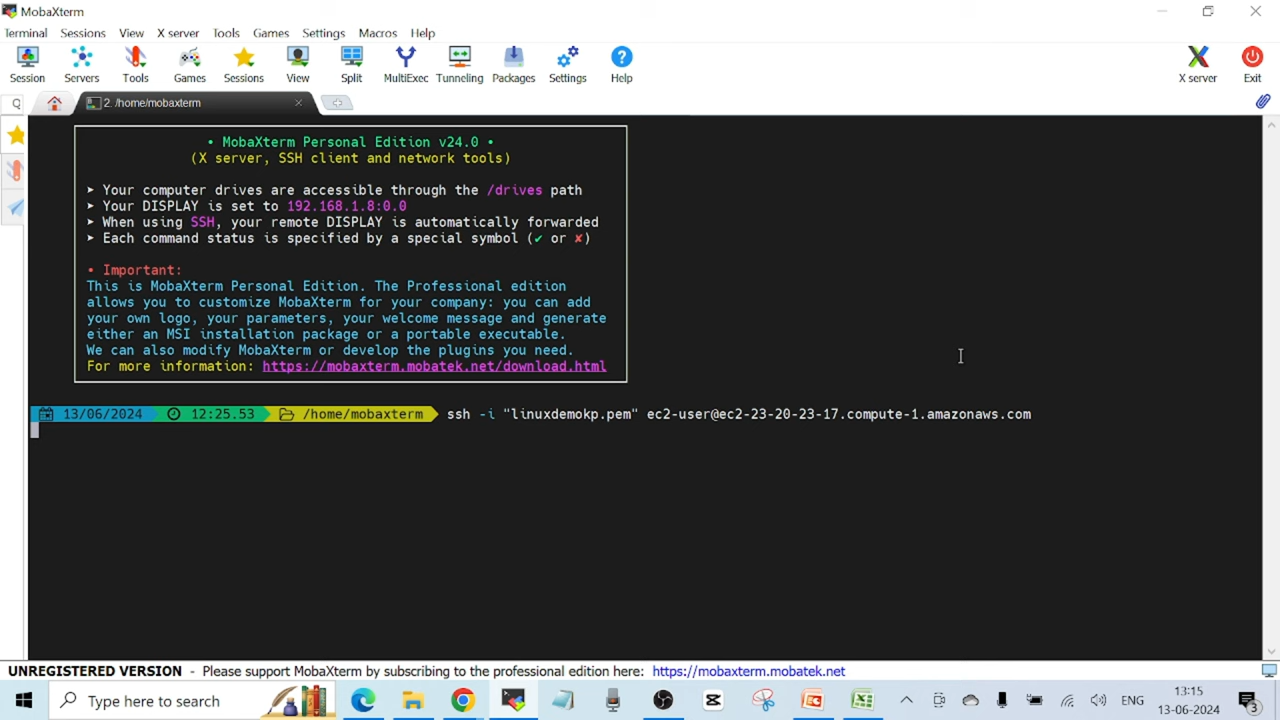 MobaXterm
Terminal Sessions View X server Tools Games Settings Macros Help
Session Servers Tools Games Sessions View Split MultiExec Tunneling Packages Settings Help X server Exit
2. /home/mobaxterm
• MobaXterm Personal Edition v24.0 •
(X server, SSH client and network tools)
➤ Your computer drives are accessible through the /drives path
➤ Your DISPLAY is set to 192.168.1.8:0.0
➤ When using SSH, your remote DISPLAY is automatically forwarded
➤ Each command status is specified by a special symbol (✔ or ✘)
• Important:
This is MobaXterm Personal Edition. The Professional edition
allows you to customize MobaXterm for your company: you can add
your own logo, your parameters, your welcome message and generate
either an MSI installation package or a portable executable.
We can also modify MobaXterm or develop the plugins you need.
For more information: https://mobaxterm.mobatek.net/download.html
13/06/2024 12:25.53 /home/mobaxterm ssh -i "linuxdemokp.pem" ec2-user@ec2-23-20-23-17.compute-1.amazonaws.com
UNREGISTERED VERSION - Please support MobaXterm by subscribing to the professional edition here: https://mobaxterm.mobatek.net
Type here to search
ENG
13:15
13-06-2024
3